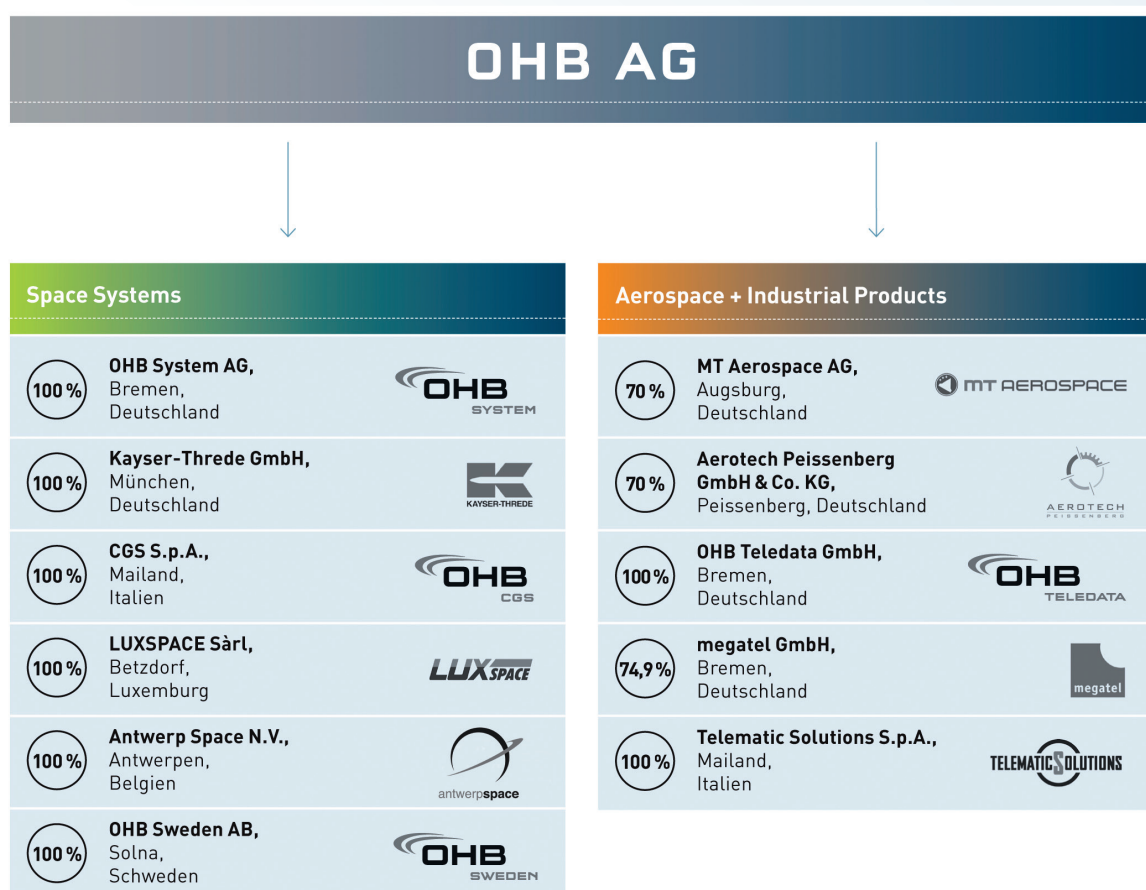 OHB AG
Space Systems
100 %
OHB System AG,
Bremen,
Deutschland
OHB
SYSTEM
100 %
Kayser-Threde GmbH,
München,
Deutschland
KAYSER-THREDE
100 %
CGS S.p.A.,
Mailand,
Italien
OHB
CGS
100 %
LUXSPACE Sàrl,
Betzdorf,
Luxemburg
LUXSPACE
100 %
Antwerp Space N.V.,
Antwerpen,
Belgien
antwerpspace
100 %
OHB Sweden AB,
Solna,
Schweden
OHB
SWEDEN
Aerospace + Industrial Products
70 %
MT Aerospace AG,
Augsburg,
Deutschland
MT AEROSPACE
70 %
Aerotech Peissenberg
GmbH & Co. KG,
Peissenberg, Deutschland
AEROTECH
PEISSENBERG
100 %
OHB Teledata GmbH,
Bremen,
Deutschland
OHB
TELEDATA
74,9 %
megatel GmbH,
Bremen,
Deutschland
megatel
100 %
Telematic Solutions S.p.A.,
Mailand,
Italien
TELEMATIC SOLUTIONS